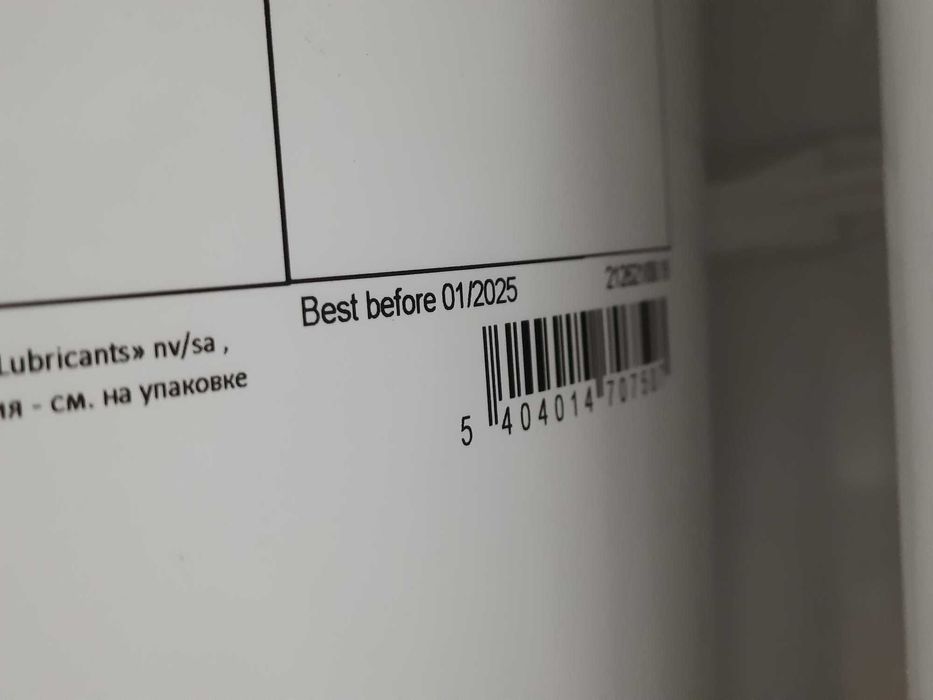 Best before 01/2025
Lubricants» nv/sa ,
см. на упаковке
5 404014